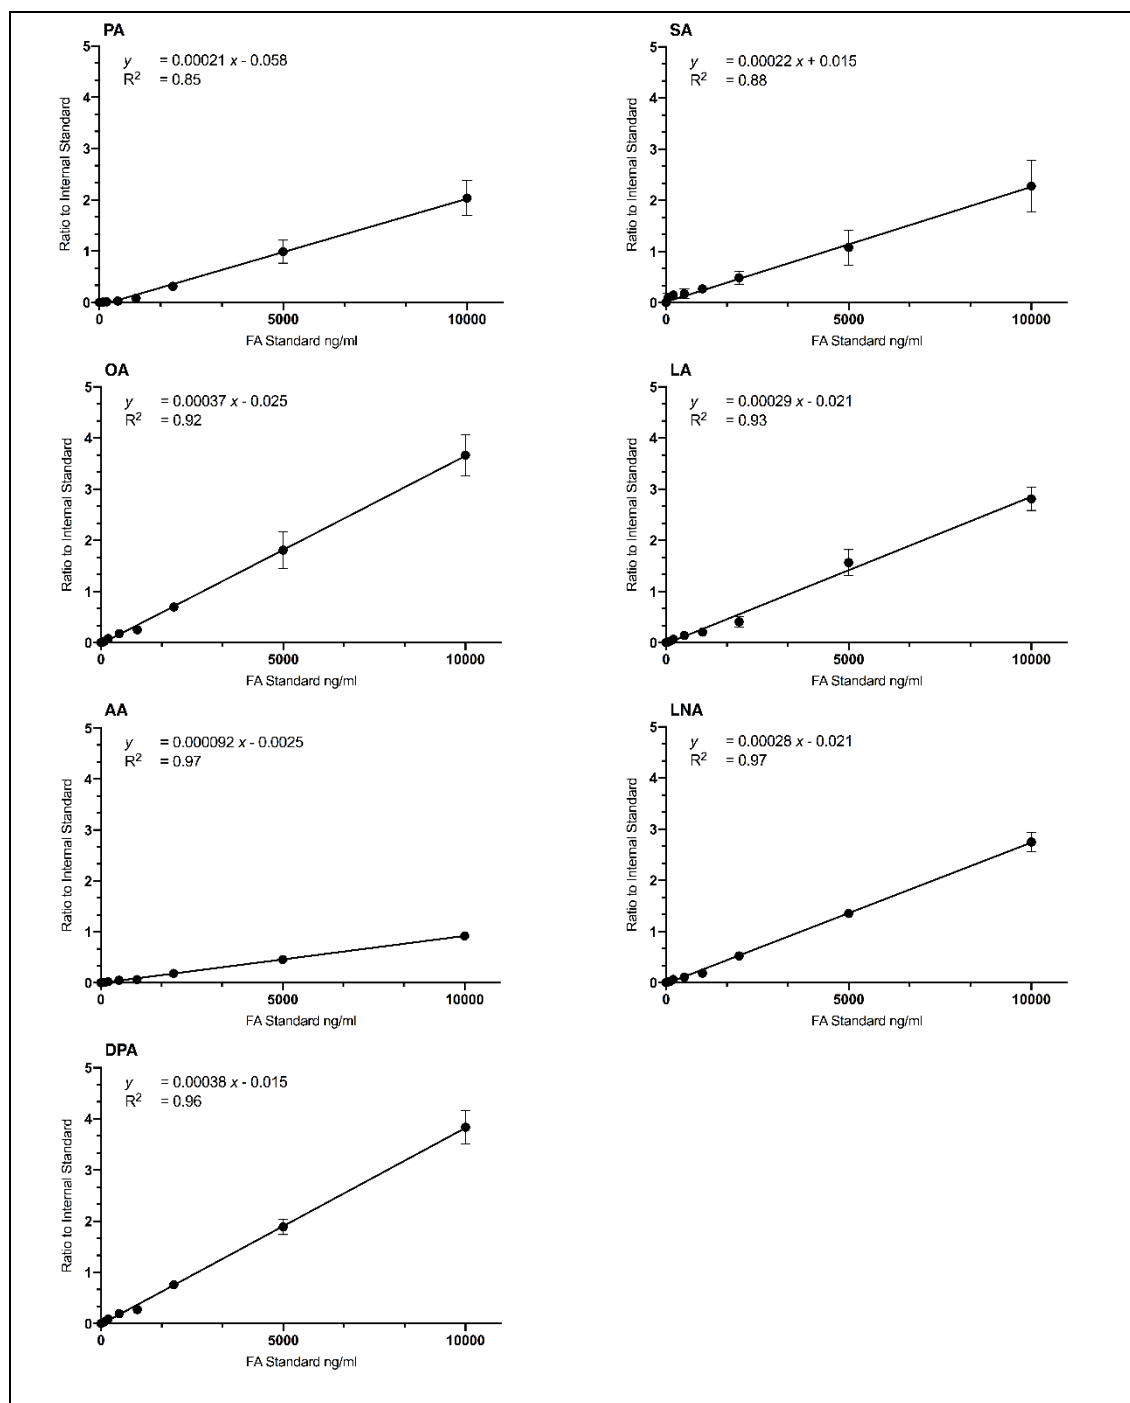 PA
y = 0.00021 x - 0.058
R² = 0.85
5
4
3
2
1
0
Ratio to Internal Standard
0 5000 10000
FA Standard ng/ml
SA
y = 0.00022 x + 0.015
R² = 0.88
5
4
3
2
1
0
Ratio to Internal Standard
0 5000 10000
FA Standard ng/ml
OA
y = 0.00037 x - 0.025
R² = 0.92
5
4
3
2
1
0
Ratio to Internal Standard
0 5000 10000
FA Standard ng/ml
LA
y = 0.00029 x - 0.021
R² = 0.93
5
4
3
2
1
0
Ratio to Internal Standard
0 5000 10000
FA Standard ng/ml
AA
y = 0.000092 x - 0.0025
R² = 0.97
5
4
3
2
1
0
Ratio to Internal Standard
0 5000 10000
FA Standard ng/ml
LNA
y = 0.00028 x - 0.021
R² = 0.97
5
4
3
2
1
0
Ratio to Internal Standard
0 5000 10000
FA Standard ng/ml
DPA
y = 0.00038 x - 0.015
R² = 0.96
5
4
3
2
1
0
Ratio to Internal Standard
0 5000 10000
FA Standard ng/ml